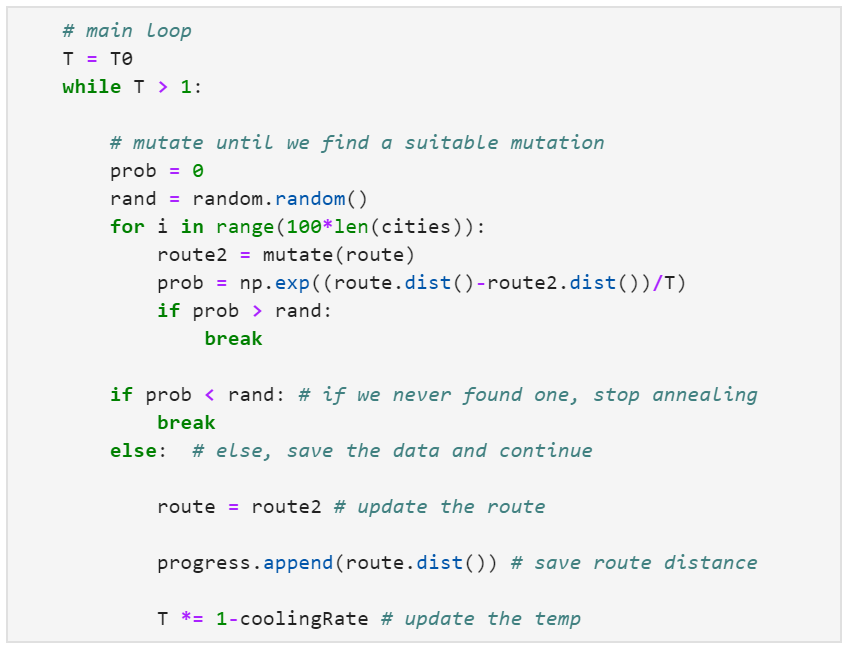 # main loop
T = T0
while T > 1:
# mutate until we find a suitable mutation
prob = 0
rand = random.random()
for i in range(100*len(cities)):
route2 = mutate(route)
prob = np.exp((route.dist()-route2.dist())/T)
if prob > rand:
break
if prob < rand: # if we never found one, stop annealing
break
else:  # else, save the data and continue
route = route2 # update the route
progress.append(route.dist()) # save route distance
T *= 1-coolingRate # update the temp